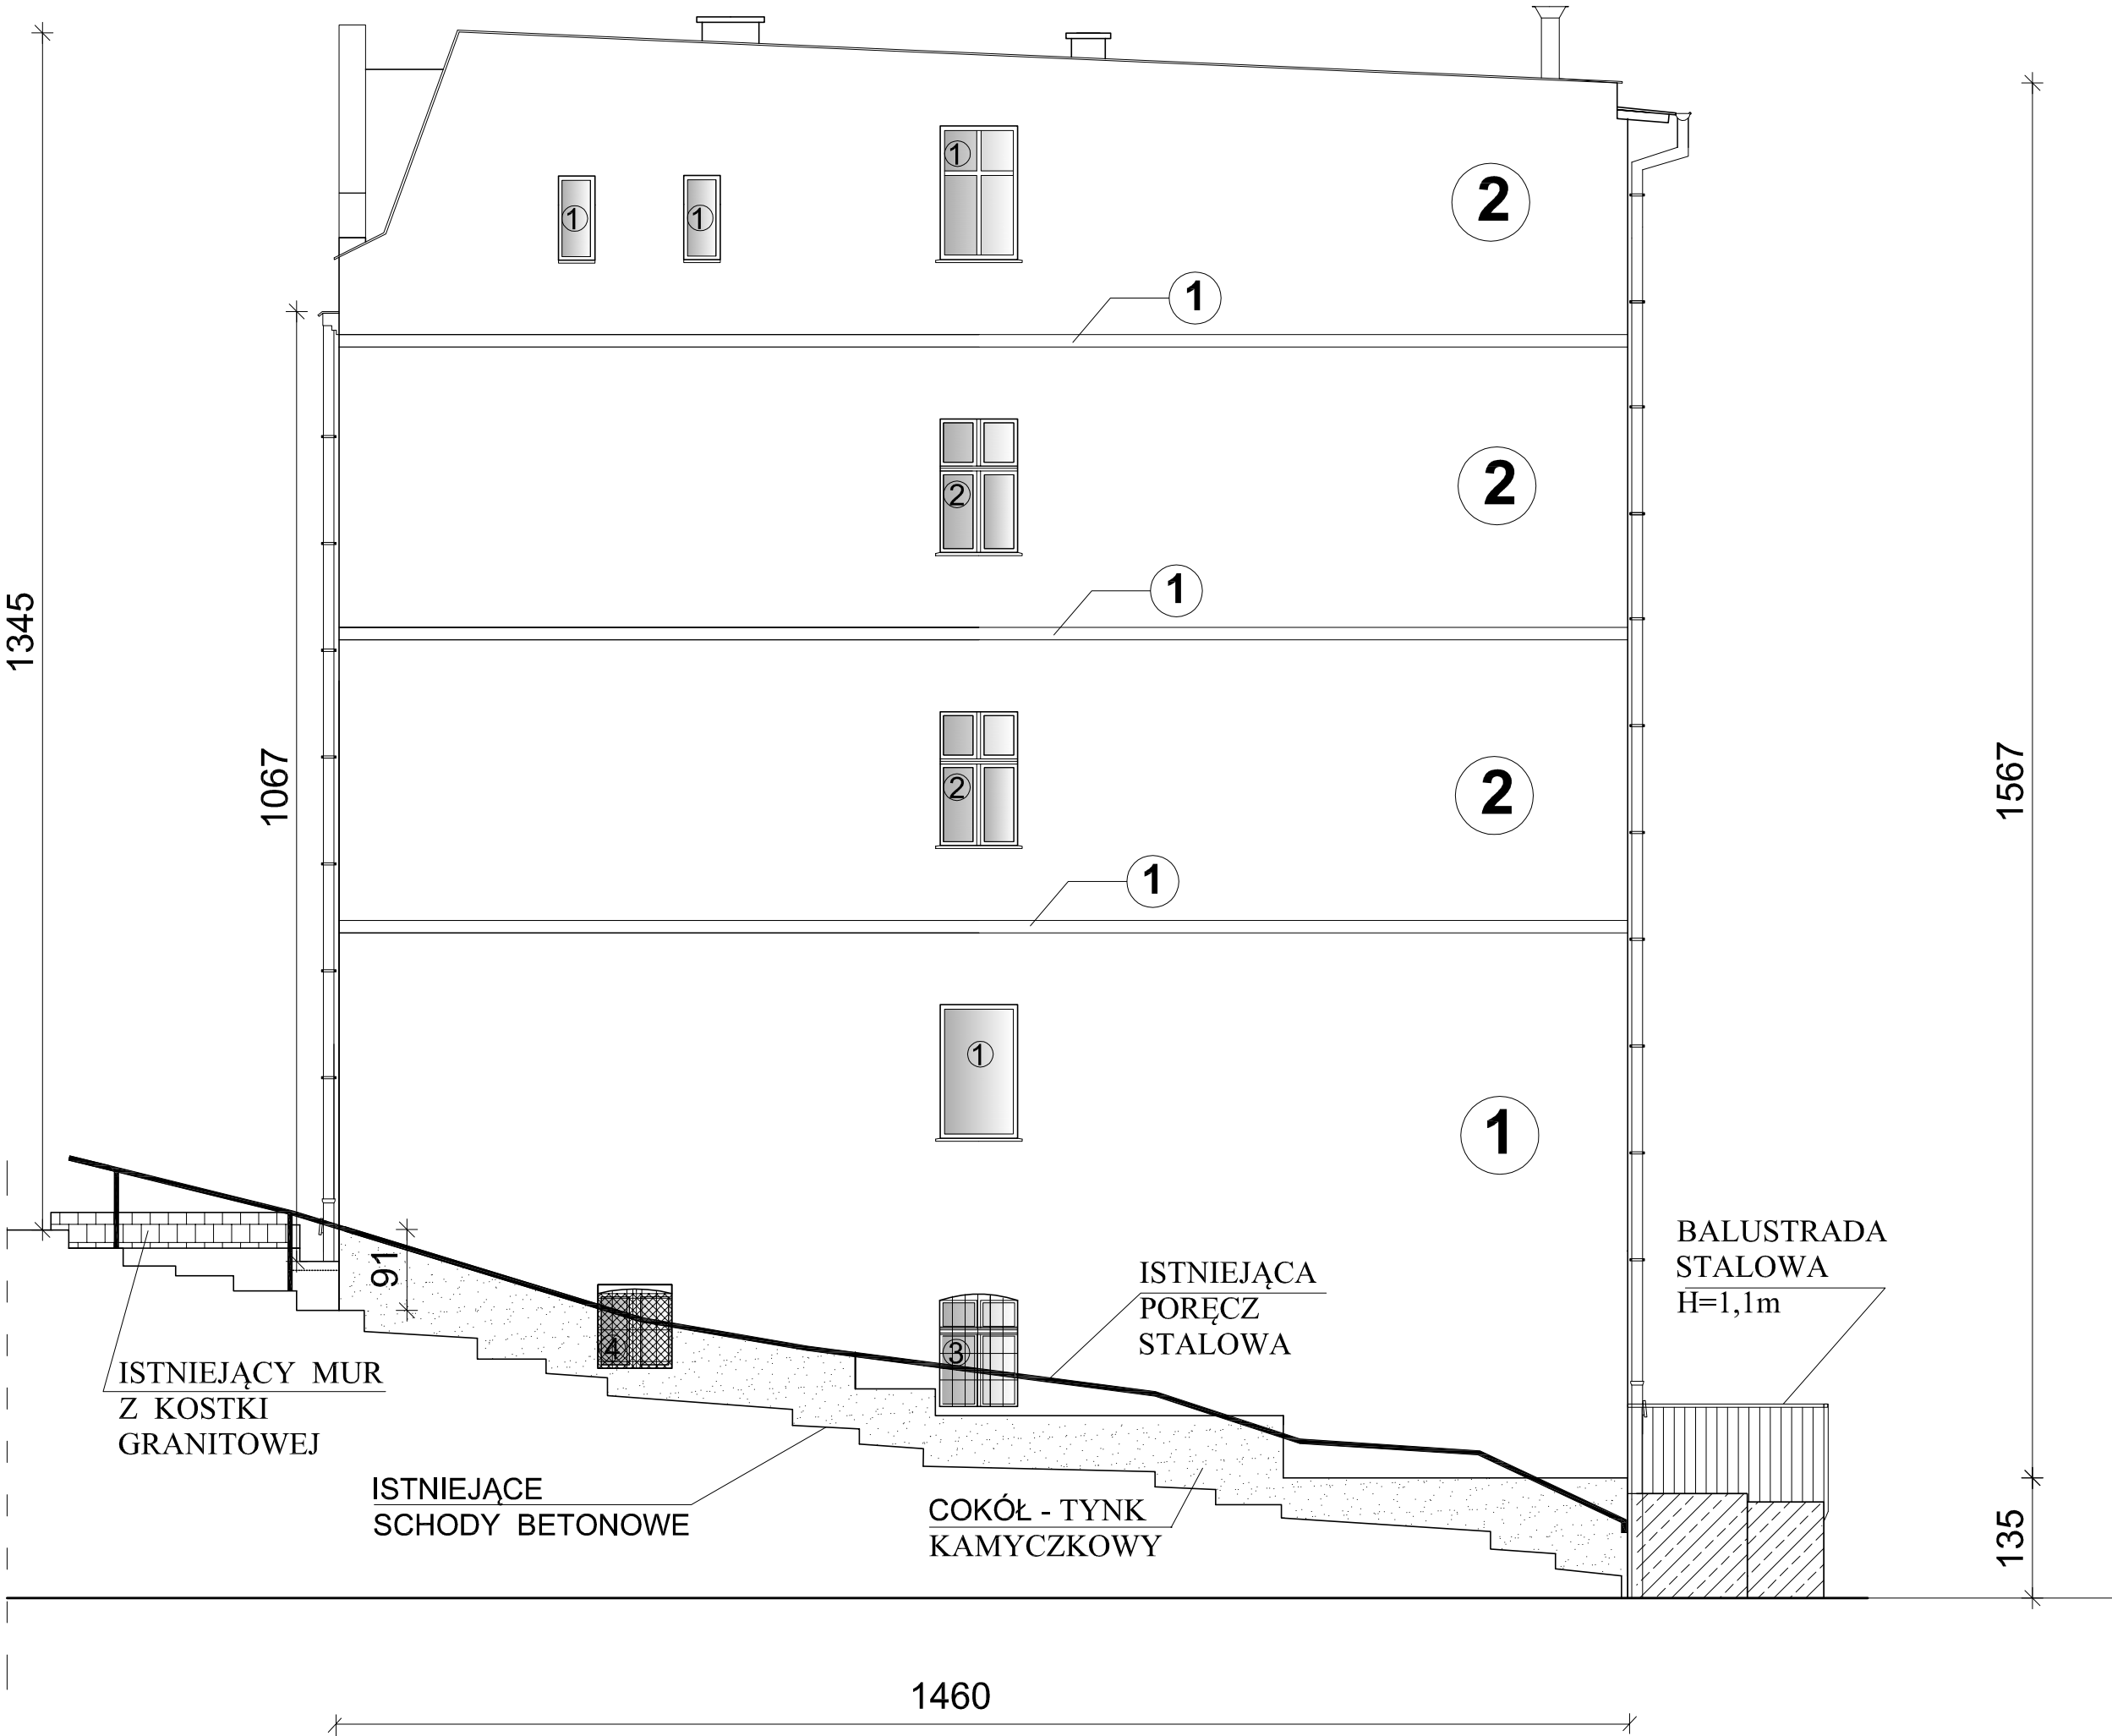 1
1
1
2
1
1345
2
2
1
1067
2
2
1567
1
1
1
91
BALUSTRADA
STALOWA
H=1,1m
ISTNIEJĄCA
PORĘCZ
STALOWA
4
3
ISTNIEJĄCY MUR
Z KOSTKI
GRANITOWEJ
ISTNIEJĄCE
SCHODY BETONOWE
COKÓŁ - TYNK
KAMYCZKOWY
135
1460